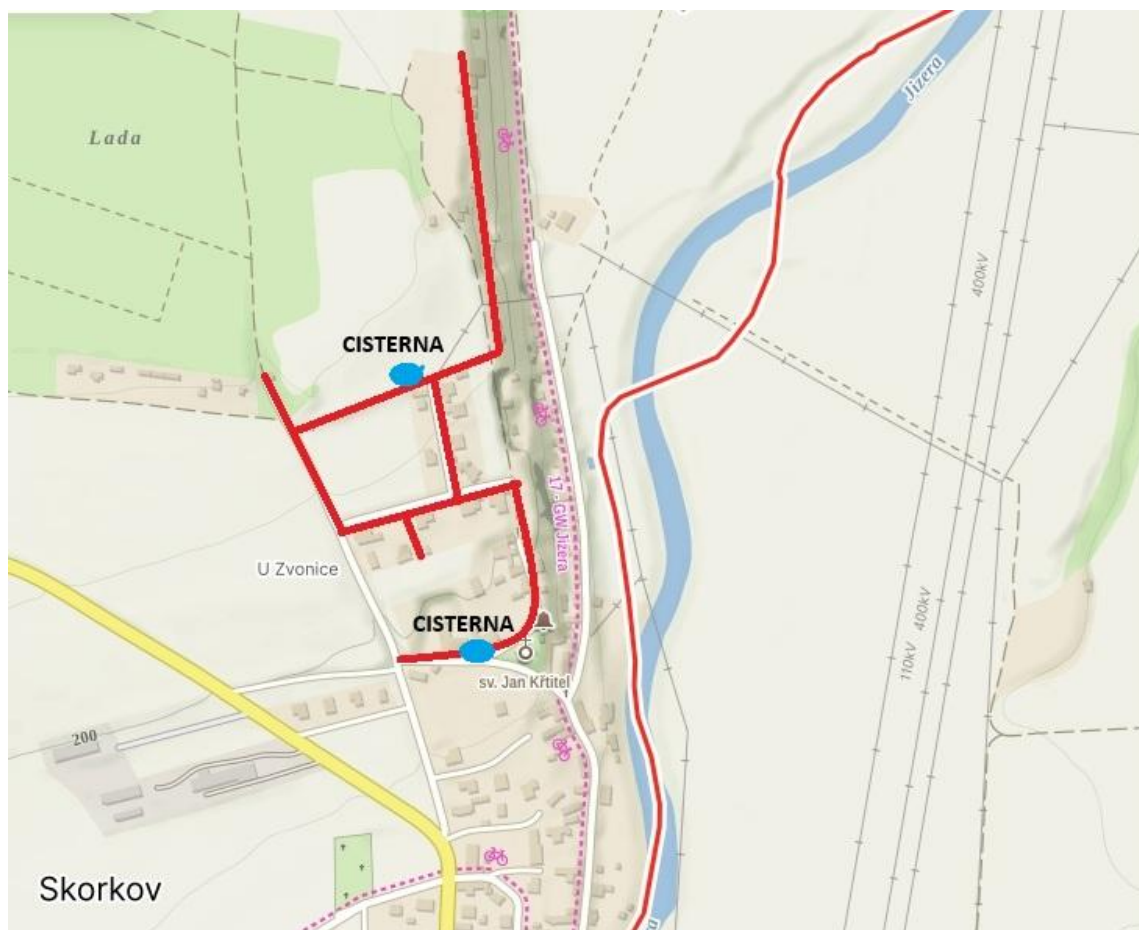 Lada
Jizera
400kV
CISTERNA
17 - GW Jizera
U Zvonice
CISTERNA
400kV
110kV
sv. Jan Křtitel
200
Skorkov